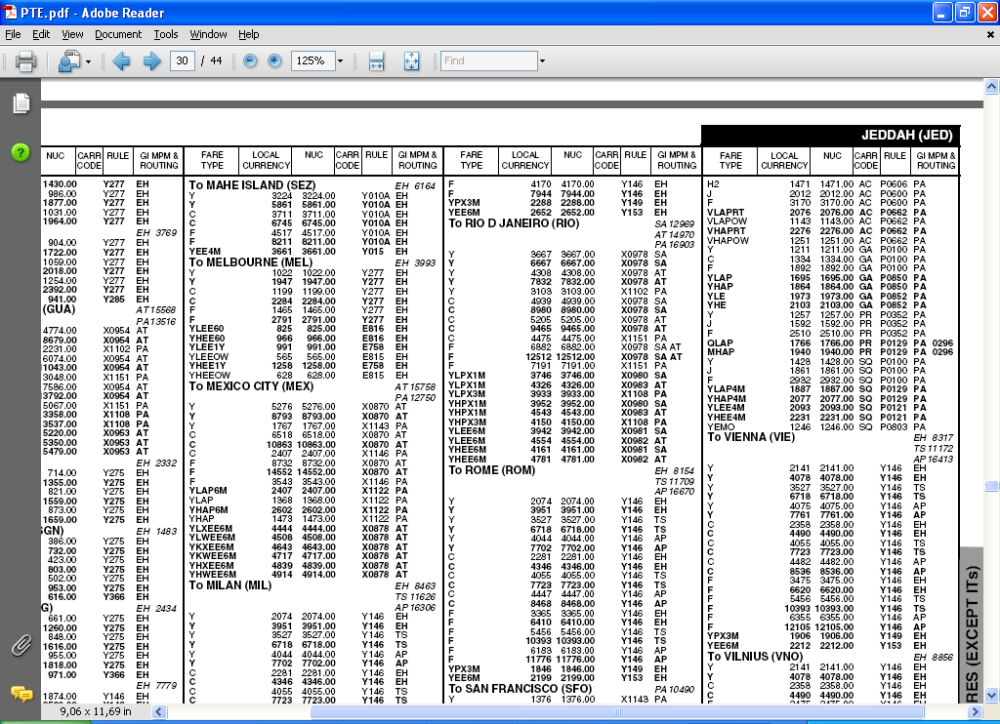 PTE.pdf - Adobe Reader
File Edit View Document Tools Window Help
30 / 44 125% Find
JEDDAH (JED)
NUC CARR CODE RULE GI MPM & ROUTING
1430.00 Y277 EH
986.00 Y277 EH
1877.00 Y277 EH
1031.00 Y277 EH
1964.00 Y277 EH
EH 3769
904.00 Y277 EH
1722.00 Y277 EH
1059.00 Y277 EH
2018.00 Y277 EH
1254.00 Y277 EH
2392.00 Y277 EH
941.00 Y285 EH
(GUA) AT 15568
PA 13516
4774.00 X0954 AT
8679.00 X0954 AT
2231.00 X1102 PA
6074.00 X0954 AT
1043.00 X0954 AT
3048.00 X1151 PA
7586.00 X0954 AT
3792.00 X0954 AT
5067.00 X1151 PA
3358.00 X1108 PA
3537.00 X1108 PA
5220.00 X0953 AT
5350.00 X0953 AT
5479.00 X0953 AT
EH 2332
714.00 Y275 EH
1355.00 Y275 EH
821.00 Y275 EH
1559.00 Y275 EH
873.00 Y275 EH
1659.00 Y275 EH
GN) EH 1483
386.00 Y275 EH
732.00 Y275 EH
423.00 Y275 EH
803.00 Y275 EH
502.00 Y275 EH
953.00 Y275 EH
616.00 Y366 EH
G) EH 2434
661.00 Y275 EH
1260.00 Y275 EH
848.00 Y275 EH
1616.00 Y275 EH
955.00 Y275 EH
1818.00 Y275 EH
971.00 Y366 EH
EH 7779
1874.00 Y146 EH
FARE TYPE LOCAL CURRENCY NUC CARR CODE RULE GI MPM & ROUTING
To MAHE ISLAND (SEZ) EH 6164
Y 3224 3224.00 Y010A EH
Y 5861 5861.00 Y010A EH
C 3711 3711.00 Y010A EH
C 6745 6745.00 Y010A EH
F 4517 4517.00 Y010A EH
F 8211 8211.00 Y010A EH
YEE4M 3661 3661.00 Y015 EH
To MELBOURNE (MEL) EH 3993
Y 1022 1022.00 Y277 EH
Y 1947 1947.00 Y277 EH
C 1199 1199.00 Y277 EH
C 2284 2284.00 Y277 EH
F 1465 1465.00 Y277 EH
F 2791 2791.00 Y277 EH
YLEE60 825 825.00 E816 EH
YHEE60 966 966.00 E816 EH
YLEE1Y 991 991.00 E758 EH
YLEEOW 565 565.00 E815 EH
YHEE1Y 1258 1258.00 E758 EH
YHEEOW 628 628.00 E815 EH
To MEXICO CITY (MEX) AT 15758
PA 12750
Y 5276 5276.00 X0870 AT
Y 8793 8793.00 X0870 AT
Y 1767 1767.00 X1143 PA
C 6518 6518.00 X0870 AT
C 10863 10863.00 X0870 AT
C 2407 2407.00 X1146 PA
F 8732 8732.00 X0870 AT
F 14552 14552.00 X0870 AT
F 3543 3543.00 X1146 PA
YLAP6M 2407 2407.00 X1122 PA
YLAP 1368 1368.00 X1122 PA
YHAP6M 2602 2602.00 X1122 PA
YHAP 1473 1473.00 X1122 PA
YLXEE6M 4444 4444.00 X0878 AT
YLWEE6M 4508 4508.00 X0878 AT
YKXEE6M 4643 4643.00 X0878 AT
YKWEE6M 4717 4717.00 X0878 AT
YHXEE6M 4839 4839.00 X0878 AT
YHWEE6M 4914 4914.00 X0878 AT
To MILAN (MIL) EH 8463
TS 11626
AP 16306
Y 2074 2074.00 Y146 EH
Y 3951 3951.00 Y146 EH
Y 3527 3527.00 Y146 TS
Y 6718 6718.00 Y146 TS
Y 4044 4044.00 Y146 AP
Y 7702 7702.00 Y146 AP
C 2281 2281.00 Y146 EH
C 4346 4346.00 Y146 EH
C 4055 4055.00 Y146 TS
C 7723 7723.00 Y146 TS
FARE TYPE LOCAL CURRENCY NUC CARR CODE RULE GI MPM & ROUTING
F 4170 4170.00 Y146 EH
F 7944 7944.00 Y146 EH
YPX3M 2288 2288.00 Y149 EH
YEE6M 2652 2652.00 Y153 EH
To RIO D JANEIRO (RIO) SA 12969
AT 14970
PA 16903
Y 3667 3667.00 X0978 SA
Y 6667 6667.00 X0978 SA
Y 4308 4308.00 X0978 AT
Y 7832 7832.00 X0978 AT
Y 3103 3103.00 X1102 PA
C 4939 4939.00 X0978 SA
C 8980 8980.00 X0978 SA
C 5205 5205.00 X0978 AT
C 9465 9465.00 X0978 AT
C 4475 4475.00 X1151 PA
F 6882 6882.00 X0978 SA AT
F 12512 12512.00 X0978 SA AT
F 7191 7191.00 X1151 PA
YLPX1M 3746 3746.00 X0980 SA
YLPX1M 4326 4326.00 X0983 AT
YLPX3M 3933 3933.00 X1108 PA
YHPX1M 3952 3952.00 X0980 SA
YHPX1M 4543 4543.00 X0983 AT
YHPX3M 4150 4150.00 X1108 PA
YLEE6M 3942 3942.00 X0981 SA
YLEE6M 4554 4554.00 X0982 AT
YHEE6M 4161 4161.00 X0981 SA
YHEE6M 4781 4781.00 X0982 AT
To ROME (ROM) EH 8154
TS 11709
AP 16670
Y 2074 2074.00 Y146 EH
Y 3951 3951.00 Y146 EH
Y 3527 3527.00 Y146 TS
Y 6718 6718.00 Y146 TS
Y 4044 4044.00 Y146 AP
Y 7702 7702.00 Y146 AP
C 2281 2281.00 Y146 EH
C 4346 4346.00 Y146 EH
C 4055 4055.00 Y146 TS
C 7723 7723.00 Y146 TS
C 4447 4447.00 Y146 AP
C 8468 8468.00 Y146 AP
F 3365 3365.00 Y146 EH
F 6410 6410.00 Y146 EH
F 5456 5456.00 Y146 TS
F 10393 10393.00 Y146 TS
F 6183 6183.00 Y146 AP
F 11776 11776.00 Y146 AP
YPX3M 1846 1846.00 Y149 EH
YEE6M 2199 2199.00 Y153 EH
To SAN FRANCISCO (SFO) PA 10490
Y 1376 1376.00 X1143 PA
FARE TYPE LOCAL CURRENCY NUC CARR CODE RULE GI MPM & ROUTING
H2 1471 1471.00 AC P0606 PA
J 2012 2012.00 AC P0600 PA
F 3170 3170.00 AC P0600 PA
VLAPRT 2076 2076.00 AC P0662 PA
VLAPOW 1143 1143.00 AC P0662 PA
VHAPRT 2276 2276.00 AC P0662 PA
VHAPOW 1251 1251.00 AC P0662 PA
Y 1211 1211.00 GA P0100 PA
C 1334 1334.00 GA P0100 PA
F 1892 1892.00 GA P0100 PA
YLAP 1695 1695.00 GA P0850 PA
YHAP 1864 1864.00 GA P0850 PA
YLE 1973 1973.00 GA P0852 PA
YHE 2103 2103.00 GA P0852 PA
Y 1257 1257.00 PR P0352 PA
J 1592 1592.00 PR P0352 PA
F 2510 2510.00 PR P0352 PA
QLAP 1766 1766.00 PR P0129 PA 0296
MHAP 1940 1940.00 PR P0129 PA 0296
Y 1428 1428.00 SQ P0100 PA
J 1861 1861.00 SQ P0100 PA
F 2932 2932.00 SQ P0100 PA
YLAP4M 1887 1887.00 SQ P0129 PA
YHAP4M 2077 2077.00 SQ P0129 PA
YLEE4M 2093 2093.00 SQ P0121 PA
YHEE4M 2231 2231.00 SQ P0121 PA
YEMO 1246 1246.00 SQ P0803 PA
To VIENNA (VIE) EH 8317
TS 11172
AP 16413
Y 2141 2141.00 Y146 EH
Y 4078 4078.00 Y146 EH
Y 3527 3527.00 Y146 TS
Y 6718 6718.00 Y146 TS
Y 4075 4075.00 Y146 AP
Y 7761 7761.00 Y146 AP
C 2358 2358.00 Y146 EH
C 4490 4490.00 Y146 EH
C 4055 4055.00 Y146 TS
C 7723 7723.00 Y146 TS
C 4482 4482.00 Y146 AP
C 8536 8536.00 Y146 AP
F 3475 3475.00 Y146 EH
F 6620 6620.00 Y146 EH
F 5456 5456.00 Y146 TS
F 10393 10393.00 Y146 TS
F 6355 6355.00 Y146 AP
F 12105 12105.00 Y146 AP
YPX3M 1906 1906.00 Y149 EH
YEE6M 2212 2212.00 Y153 EH
To VILNIUS (VNO) EH 8856
Y 2141 2141.00 Y146 EH
Y 4078 4078.00 Y146 EH
C 2358 2358.00 Y146 EH
C 4490 4490.00 Y146 EH
RES (EXCEPT ITs)
9,06 x 11,69 in